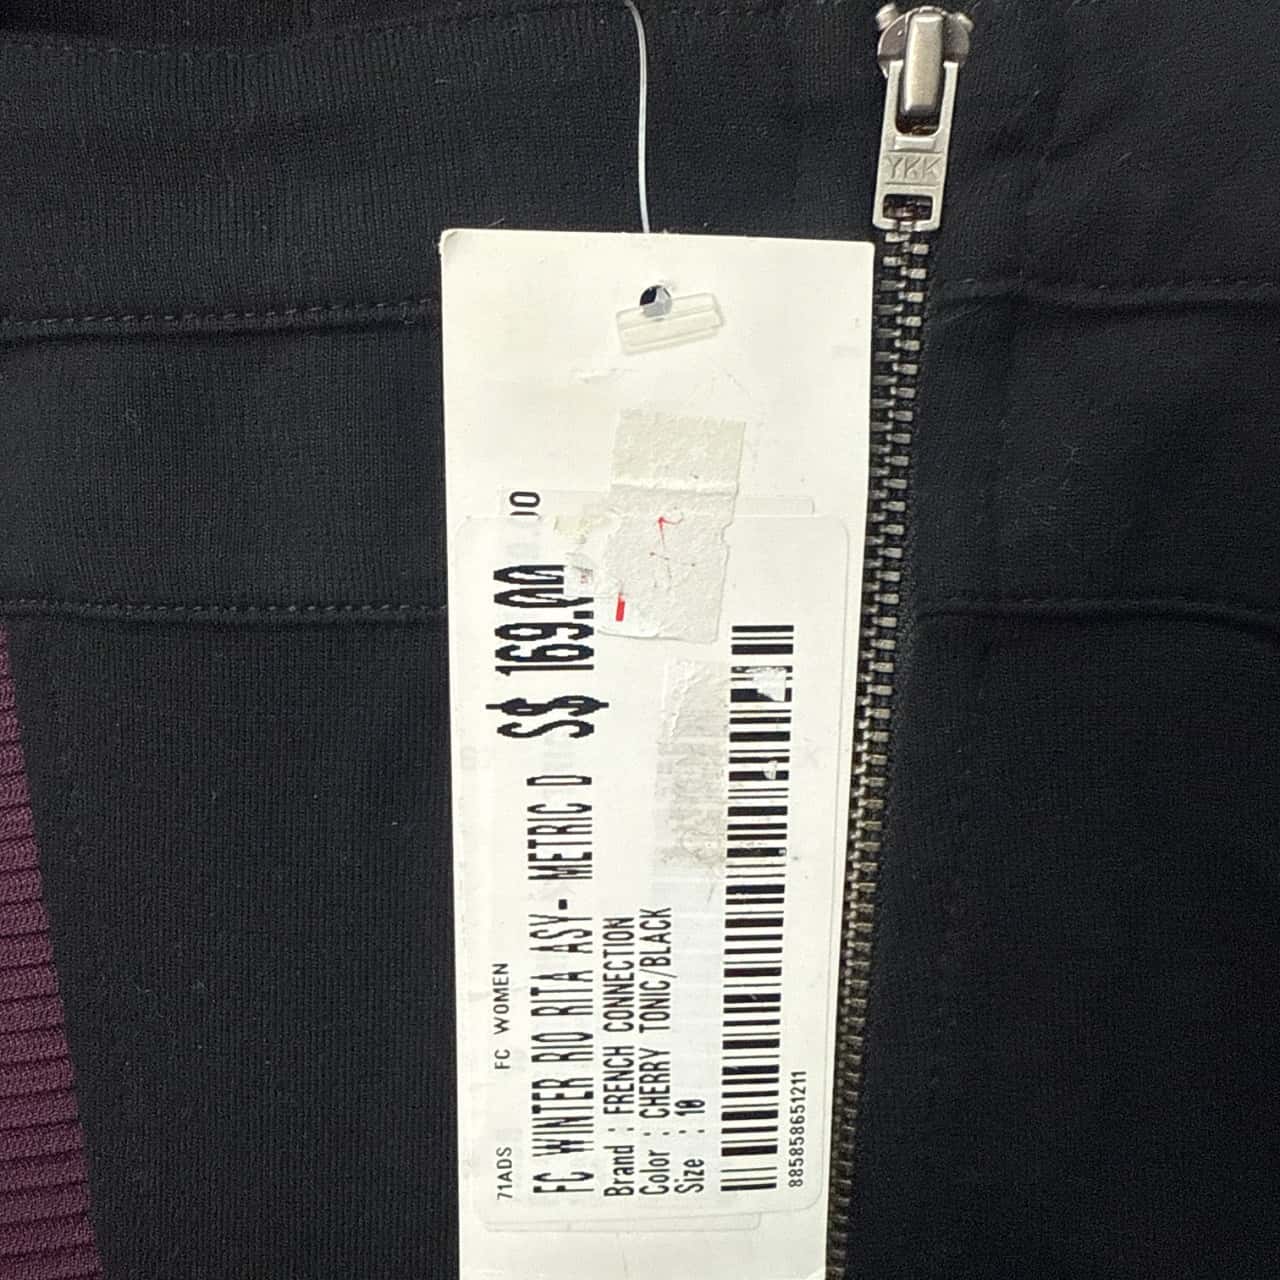 YKK
00
S$ 169.00
71ADS FC WOMEN
FC WINTER RIO RITA ASY- METRIC D
Brand : FRENCH CONNECTION
Color : CHERRY TONIC/BLACK
Size : 10
885858651211